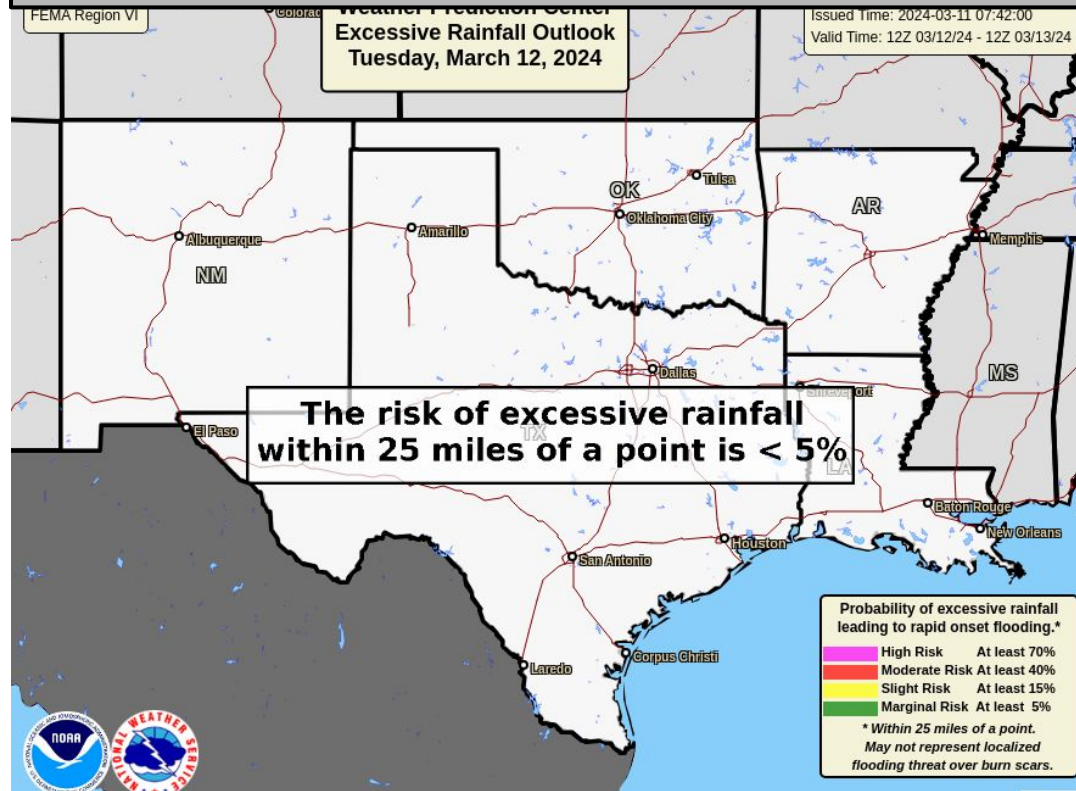 FEMA Region VI
Weather Prediction Center
Excessive Rainfall Outlook
Tuesday, March 12, 2024
Issued Time: 2024-03-11 07:42:00
Valid Time: 12Z 03/12/24 - 12Z 03/13/24
Colorado
Tulsa
OK
Oklahoma City
AR
Albuquerque
Amarillo
Memphis
NM
Dallas
MS
Shreveport
The risk of excessive rainfall
within 25 miles of a point is < 5%
El Paso
TX
LA
Baton Rouge
New Orleans
Houston
San Antonio
Corpus Christi
Laredo
Probability of excessive rainfall
leading to rapid onset flooding.*
High Risk At least 70%
Moderate Risk At least 40%
Slight Risk At least 15%
Marginal Risk At least 5%
* Within 25 miles of a point.
May not represent localized
flooding threat over burn scars.
NOAA
NATIONAL WEATHER SERVICE